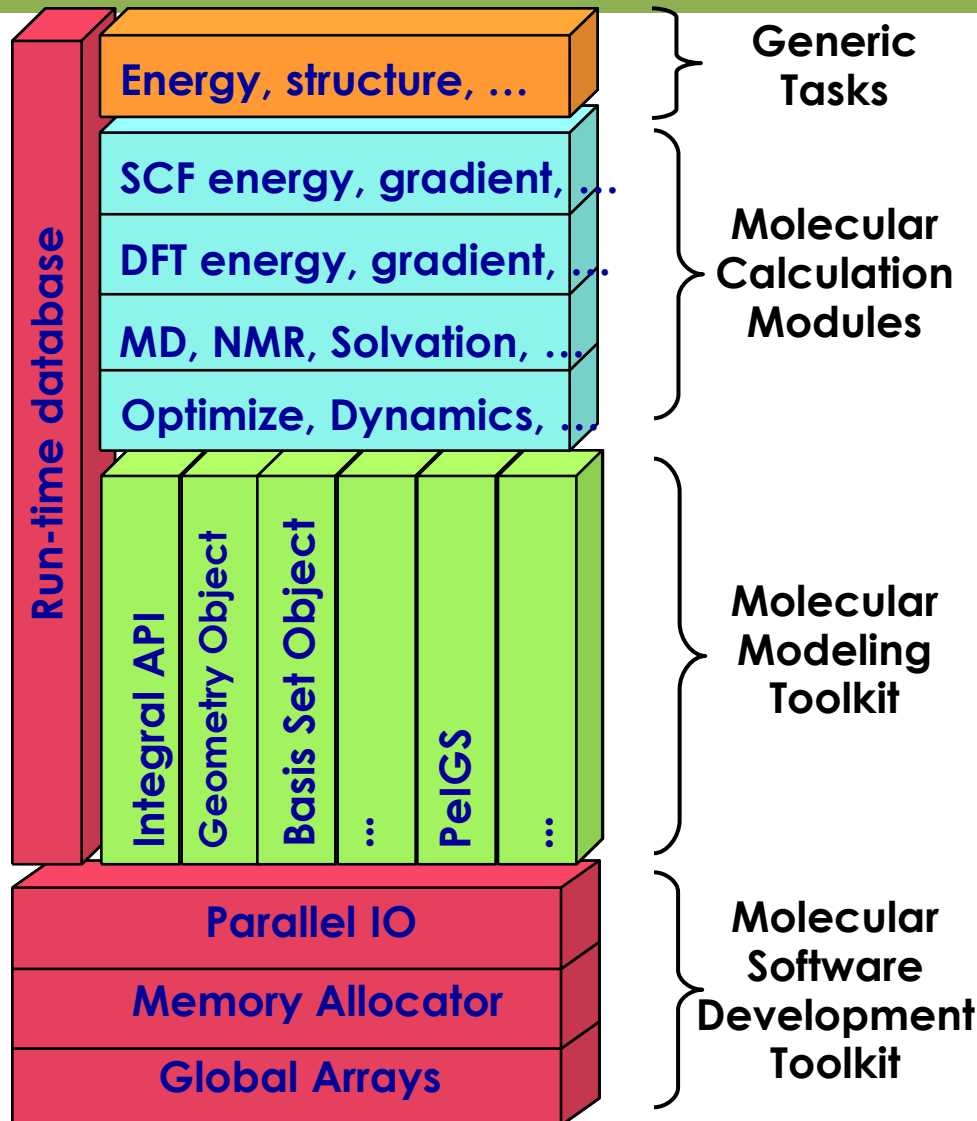 Energy, structure, …
SCF energy, gradient, …
DFT energy, gradient, …
MD, NMR, Solvation, …
Optimize, Dynamics, …
Run-time database
Integral API
Geometry Object
Basis Set Object
...
PeIGS
...
Parallel IO
Memory Allocator
Global Arrays
Generic
Tasks
Molecular
Calculation
Modules
Molecular
Modeling
Toolkit
Molecular
Software
Development
Toolkit